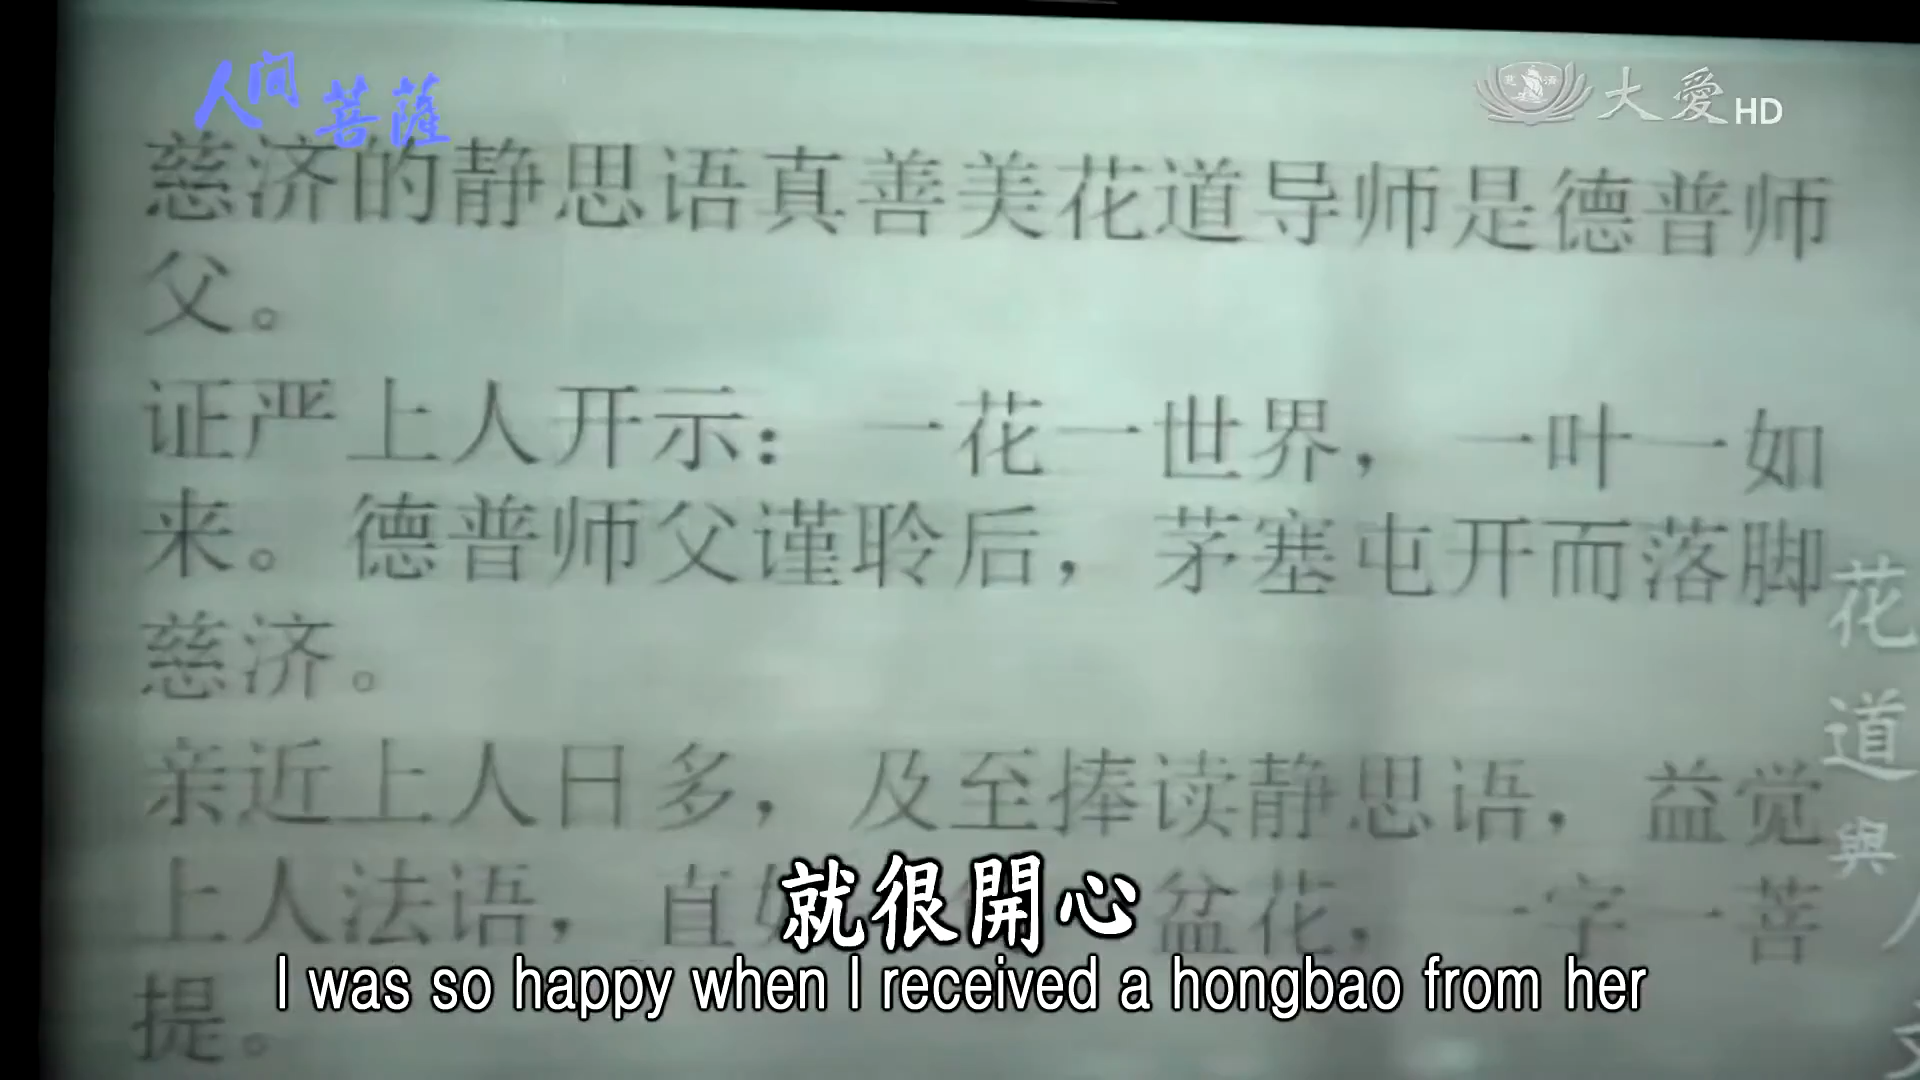 人间菩薩
大愛HD
慈济的静思语真善美花道导师是德普师
父。
证严上人开示：一花一世界，一叶一如
来。德普师父谨聆后，茅塞屯开而落脚
慈济。
亲近上人日多，及至捧读静思语，益觉
上人法语，直 盆花，一字一菩
提。
花道與人文
就很開心
I was so happy when I received a hongbao from her